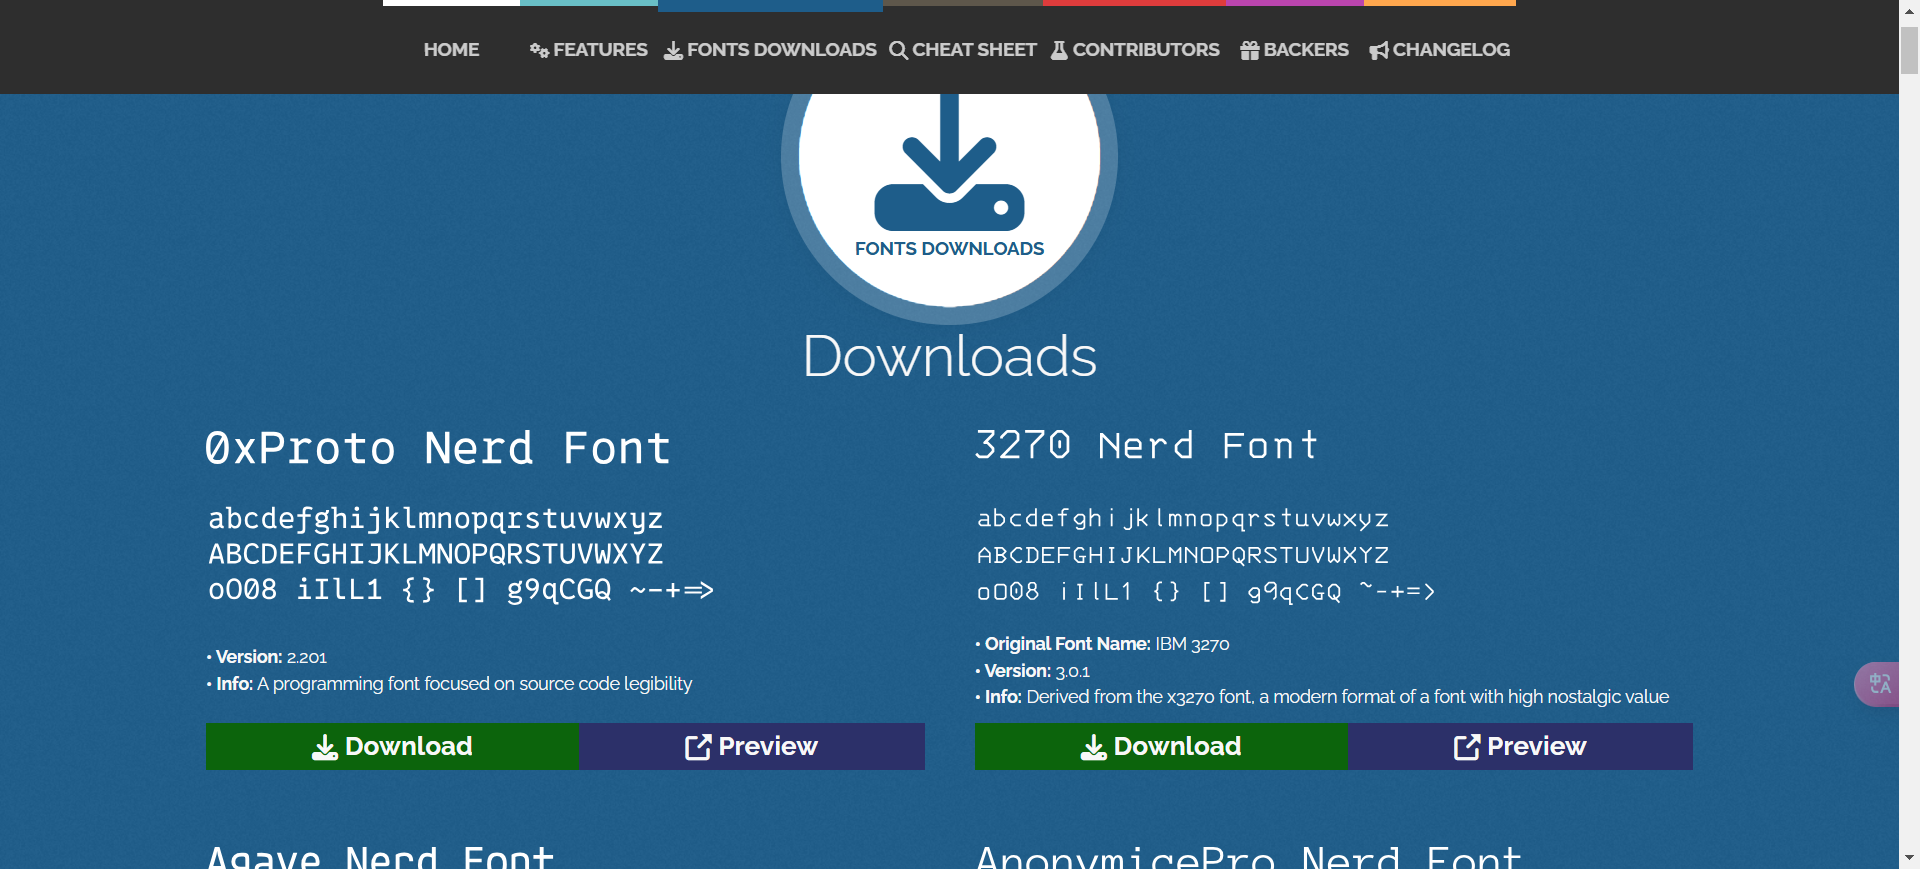 HOME FEATURES FONTS DOWNLOADS CHEAT SHEET CONTRIBUTORS BACKERS CHANGELOG
FONTS DOWNLOADS
Downloads
0xProto Nerd Font
abcdefghijklmnopqrstuvwxyz
ABCDEFGHIJKLMNOPQRSTUVWXYZ
oO08 iIlL1 {} [] g9qCGQ ~-+=>
• Version: 2.201
• Info: A programming font focused on source code legibility
Download Preview
3270 Nerd Font
abcdefghijklmnopqrstuvwxyz
ABCDEFGHIJKLMNOPQRSTUVWXYZ
oO08 iIlL1 {} [] g9qCGQ ~-+=>
• Original Font Name: IBM 3270
• Version: 3.0.1
• Info: Derived from the x3270 font, a modern format of a font with high nostalgic value
Download Preview
Agave Nerd Font
AnonymicePro Nerd Font
中A